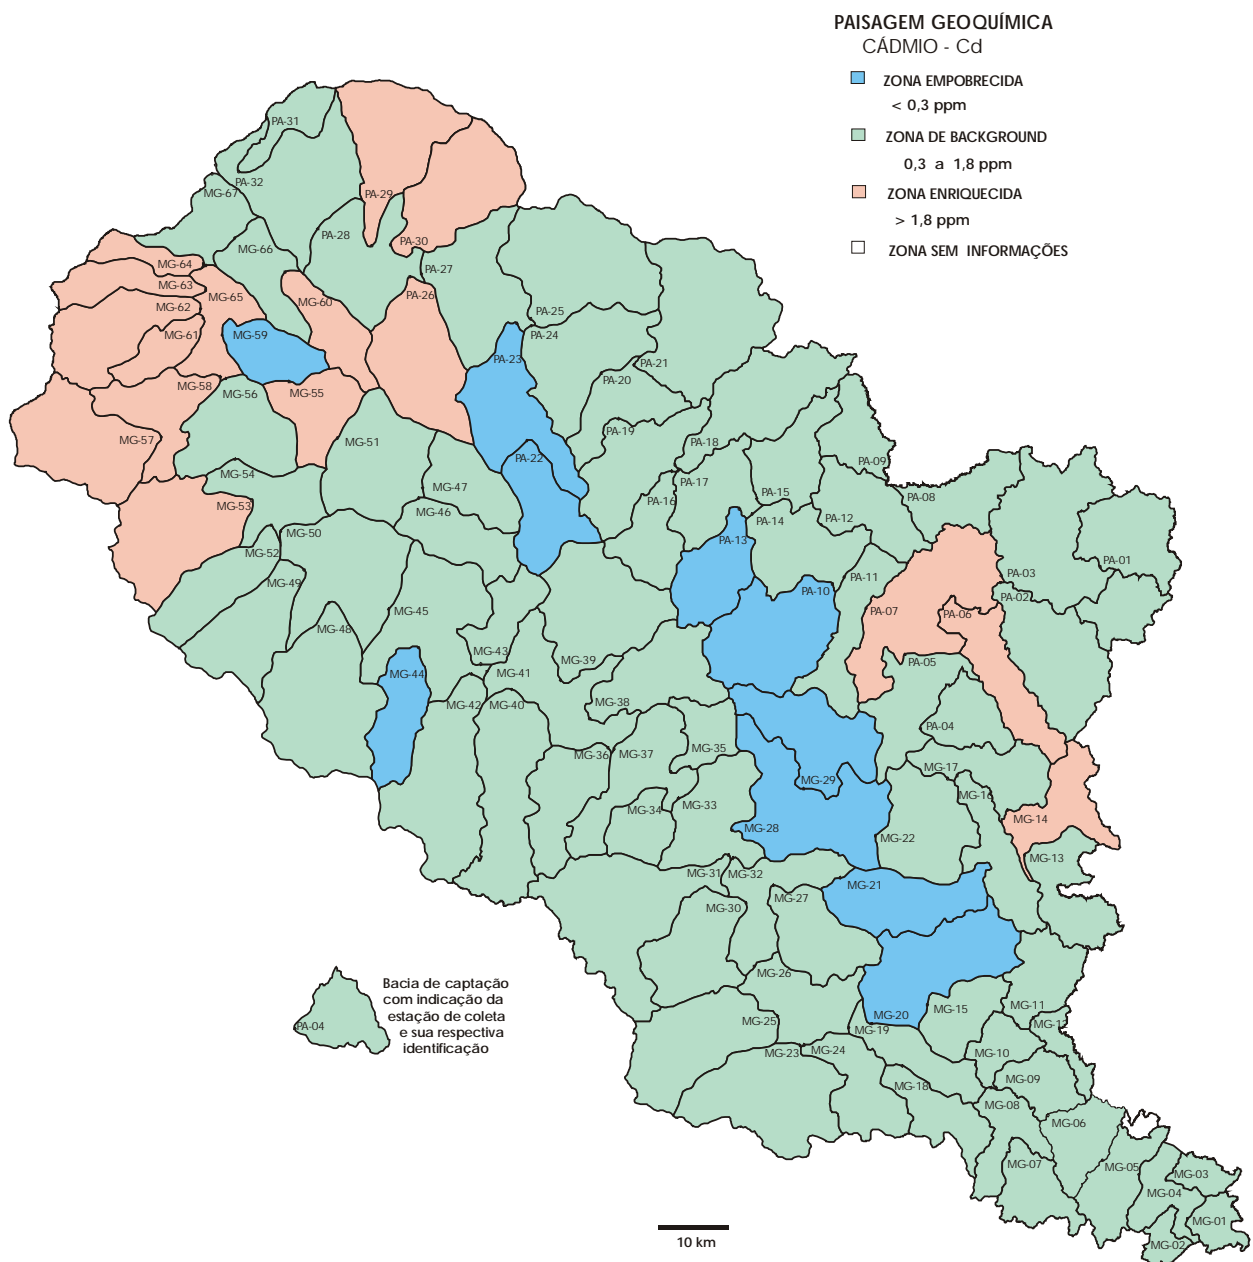 PAISAGEM GEOQUÍMICA
CÁDMIO - Cd
ZONA EMPOBRECIDA
< 0,3 ppm
ZONA DE BACKGROUND
0,3 a 1,8 ppm
ZONA ENRIQUECIDA
> 1,8 ppm
ZONA SEM INFORMAÇÕES
PA-31
PA-32
MG-67
PA-29
PA-28
PA-30
MG-66
MG-64
PA-27
MG-63
MG-65
PA-26
MG-60
MG-62
PA-25
MG-61
MG-59
PA-24
PA-23
PA-21
PA-20
MG-58
MG-56
MG-55
PA-19
MG-57
MG-51
PA-18
PA-22
PA-09
MG-54
PA-17
MG-47
PA-15
PA-16
PA-08
MG-53
MG-46
PA-14
PA-12
MG-50
PA-13
MG-52
PA-01
PA-03
PA-11
MG-49
PA-10
PA-02
MG-45
PA-07
PA-06
MG-48
MG-43
MG-39
PA-05
MG-44
MG-41
MG-38
MG-42
MG-40
PA-04
MG-36
MG-37
MG-35
MG-17
MG-29
MG-16
MG-34
MG-33
MG-14
MG-28
MG-22
MG-13
MG-31
MG-32
MG-21
MG-27
MG-30
MG-26
Bacia de captação
com indicação da
estação de coleta
e sua respectiva
identificação
PA-04
MG-11
MG-15
MG-20
MG-25
MG-12
MG-19
MG-23
MG-24
MG-10
MG-09
MG-18
MG-08
MG-06
MG-07
MG-05
MG-03
MG-04
MG-01
MG-02
10 km